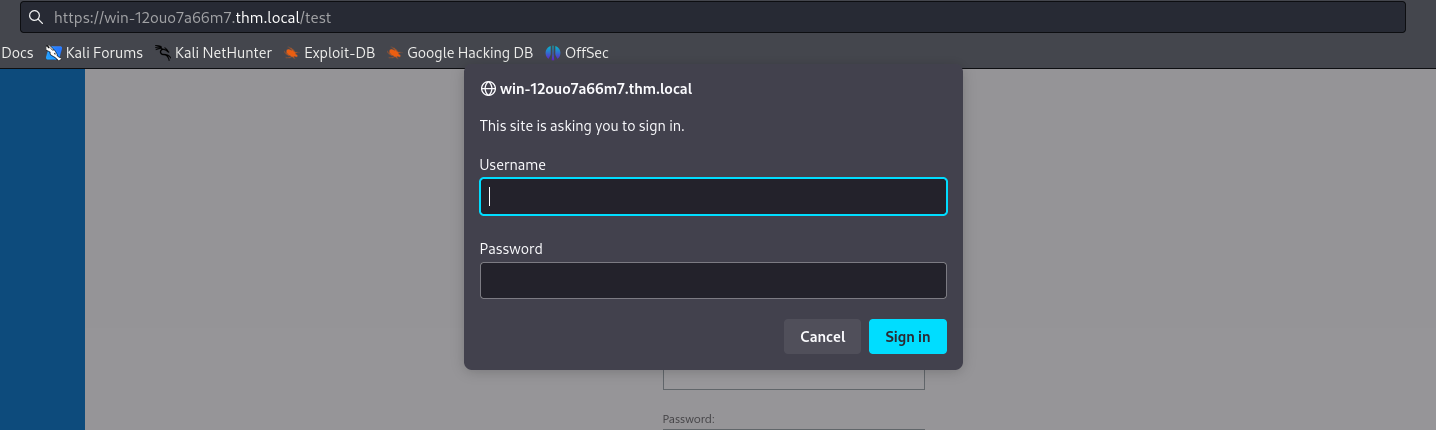 https://win-12ouo7a66m7.thm.local/test
Docs Kali Forums Kali NetHunter Exploit-DB Google Hacking DB OffSec
win-12ouo7a66m7.thm.local
This site is asking you to sign in.
Username
Password
Cancel Sign in
Password: